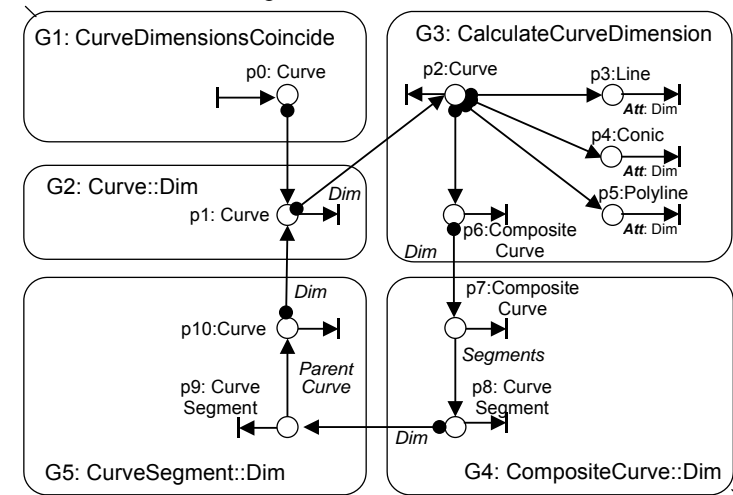 G1: CurveDimensionsCoincide
p0: Curve
G3: CalculateCurveDimension
p2:Curve
p3:Line
Att: Dim
p4:Conic
Att: Dim
p5:Polyline
Att: Dim
p6:Composite
Curve
Dim
G2: Curve::Dim
p1: Curve
Dim
Dim
p10:Curve
Parent
Curve
p9: Curve
Segment
G5: CurveSegment::Dim
p7:Composite
Curve
Segments
p8: Curve
Segment
Dim
G4: CompositeCurve::Dim